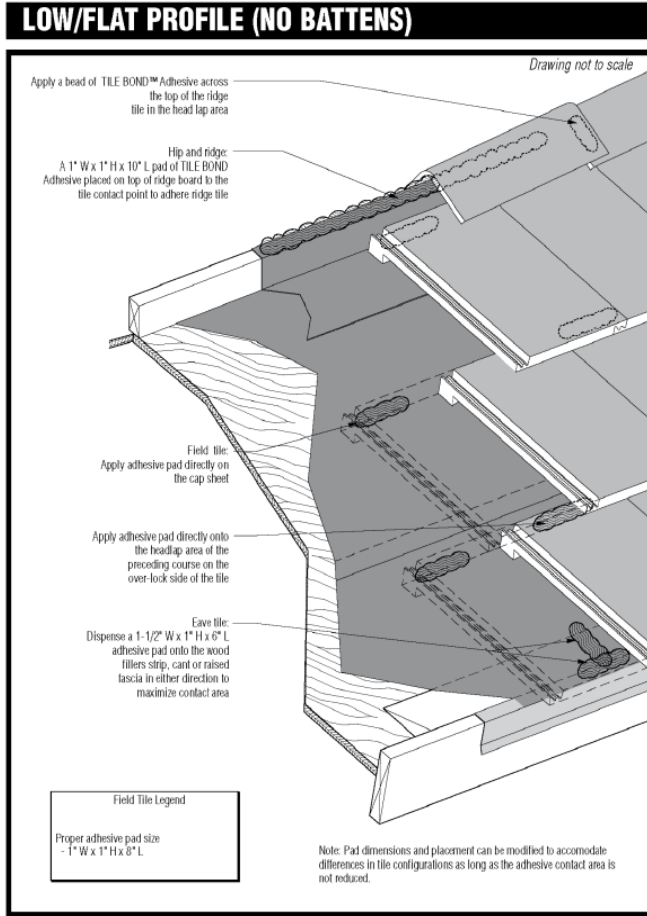 LOW/FLAT PROFILE (NO BATTENS)
Drawing not to scale
Apply a bead of TILE BOND™ Adhesive across
the top of the ridge
tile in the head lap area
Hip and ridge:
A 1" W x 1" H x 10" L pad of TILE BOND
Adhesive placed on top of ridge board to the
tile contact point to adhere ridge tile
Field tile:
Apply adhesive pad directly on
the cap sheet
Apply adhesive pad directly onto
the headlap area of the
preceding course on the
over-lock side of the tile
Eave tile:
Dispense a 1-1/2" W x 1" H x 6" L
adhesive pad onto the wood
fillers strip, cant or raised
fascia in either direction to
maximize contact area
Field Tile Legend
Proper adhesive pad size
- 1" W x 1" H x 8" L
Note: Pad dimensions and placement can be modified to accomodate
differences in tile configurations as long as the adhesive contact area is
not reduced.